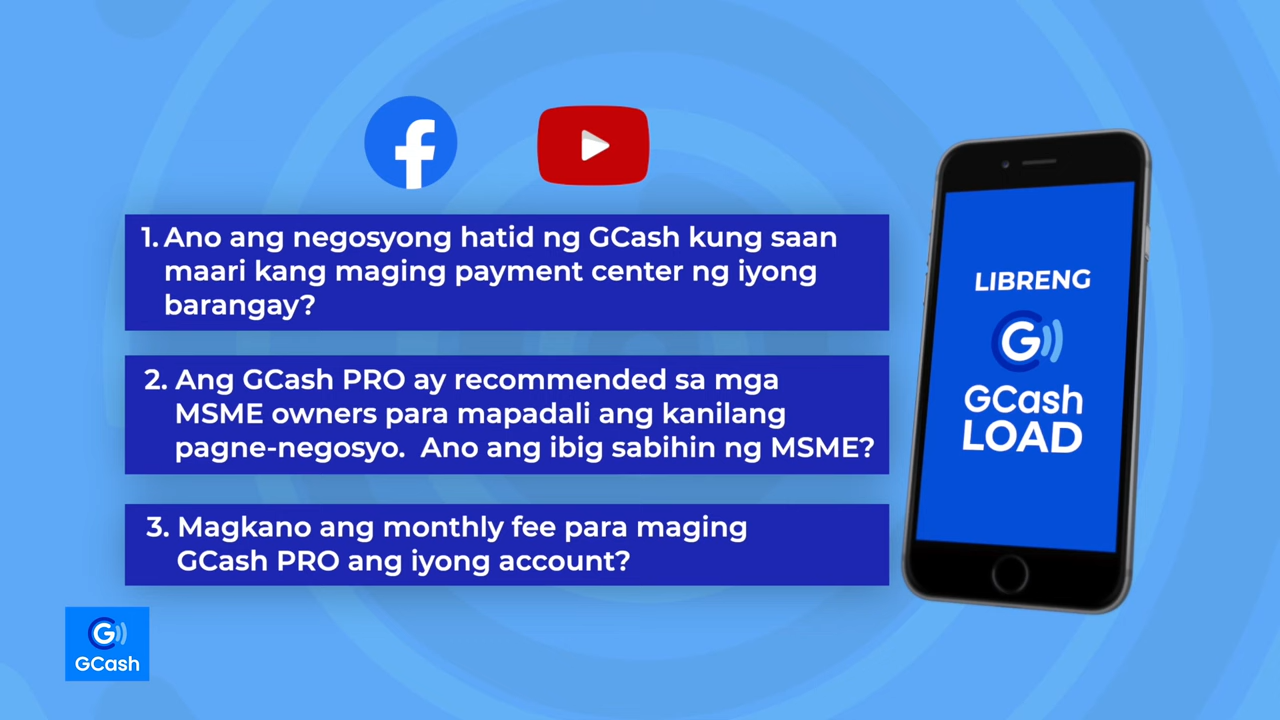 1. Ano ang negosyong hatid ng GCash kung saan
maari kang maging payment center ng iyong
barangay?
2. Ang GCash PRO ay recommended sa mga
MSME owners para mapadali ang kanilang
pagne-negosyo. Ano ang ibig sabihin ng MSME?
3. Magkano ang monthly fee para maging
GCash PRO ang iyong account?
LIBRENG
GCash
LOAD
GCash